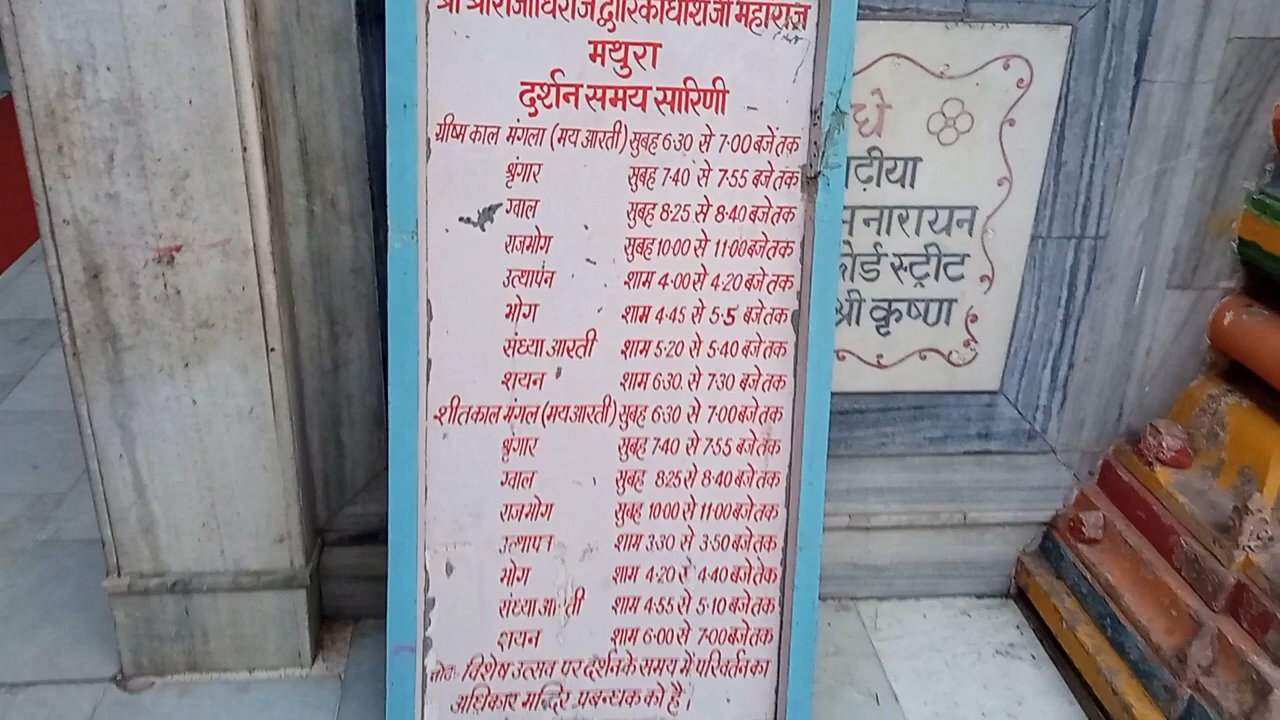 श्री श्री राजाधिराज द्वारिकाधीश जी महाराज
मथुरा
दर्शन समय सारिणी
ग्रीष्म काल मंगला (मय आरती) सुबह 6:30 से 7:00 बजे तक
श्रृंगार सुबह 7:40 से 7:55 बजे तक
ग्वाल सुबह 8:25 से 8:40 बजे तक
राजभोग सुबह 10:00 से 11:00 बजे तक
उत्थापन शाम 4:00 से 4:20 बजे तक
भोग शाम 4:45 से 5:5 बजे तक
संध्या आरती शाम 5:20 से 5:40 बजे तक
शयन शाम 6:30 से 7:30 बजे तक
शीतकाल मंगल (मय आरती) सुबह 6:30 से 7:00 बजे तक
श्रृंगार सुबह 7:40 से 7:55 बजे तक
ग्वाल सुबह 8:25 से 8:40 बजे तक
राजभोग सुबह 10:00 से 11:00 बजे तक
उत्थापन शाम 3:30 से 3:50 बजे तक
भोग शाम 4:20 से 4:40 बजे तक
संध्या आरती शाम 4:55 से 5:10 बजे तक
शयन शाम 6:00 से 7:00 बजे तक
नोट: विशेष उत्सव पर दर्शन के समय में परिवर्तन का
अधिकार मन्दिर प्रबन्धक को है।
धे
नारायन
स्ट्रीट
श्री कृष्ण